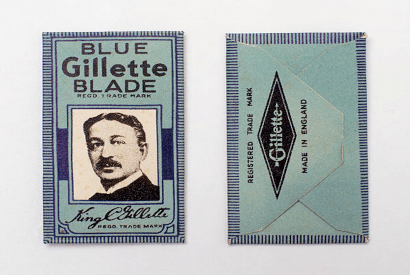 BLUE
Gillette
BLADE
REGD. TRADE MARK
King C Gillette
REGD. TRADE MARK
REGISTERED TRADE MARK
Gillette
MADE IN ENGLAND